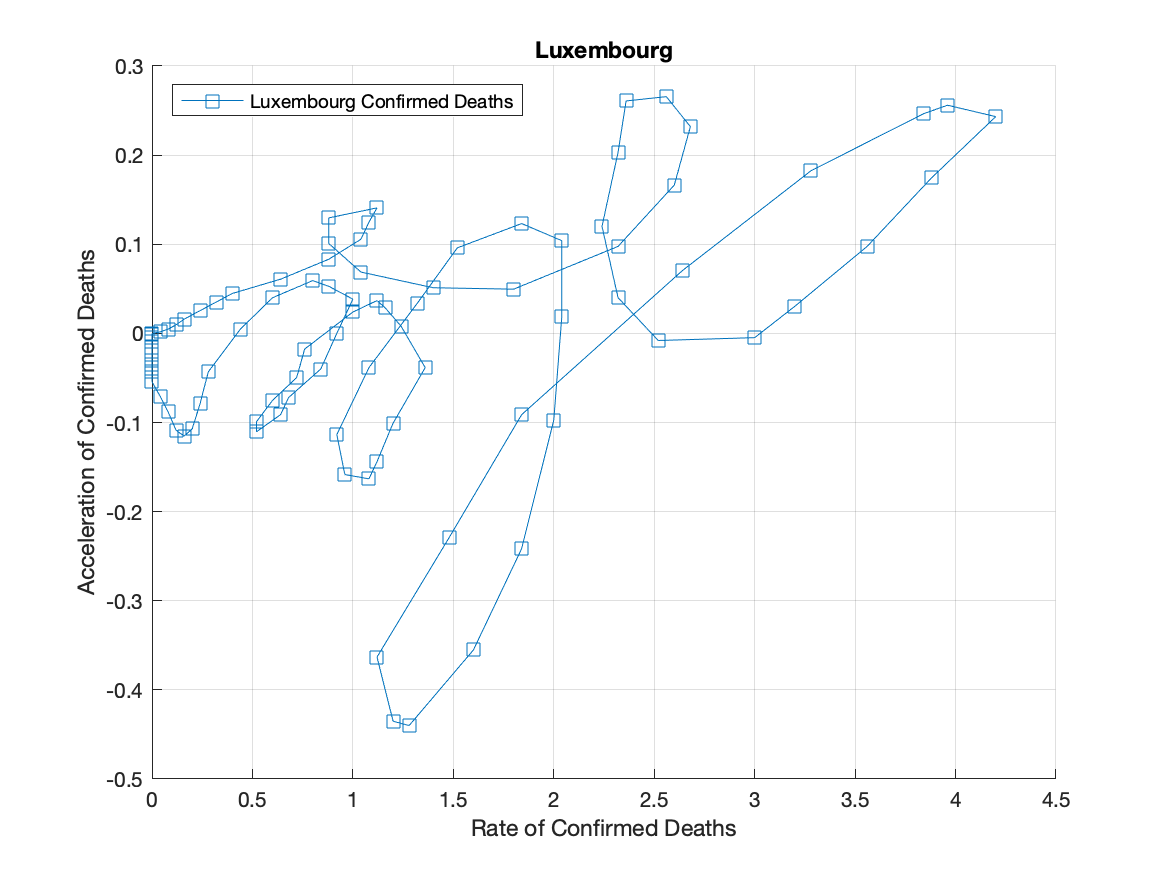 Luxembourg
0.3
Luxembourg Confirmed Deaths
0.2
0.1
0
-0.1
-0.2
-0.3
-0.4
-0.5
Acceleration of Confirmed Deaths
0 0.5 1 1.5 2 2.5 3 3.5 4 4.5
Rate of Confirmed Deaths